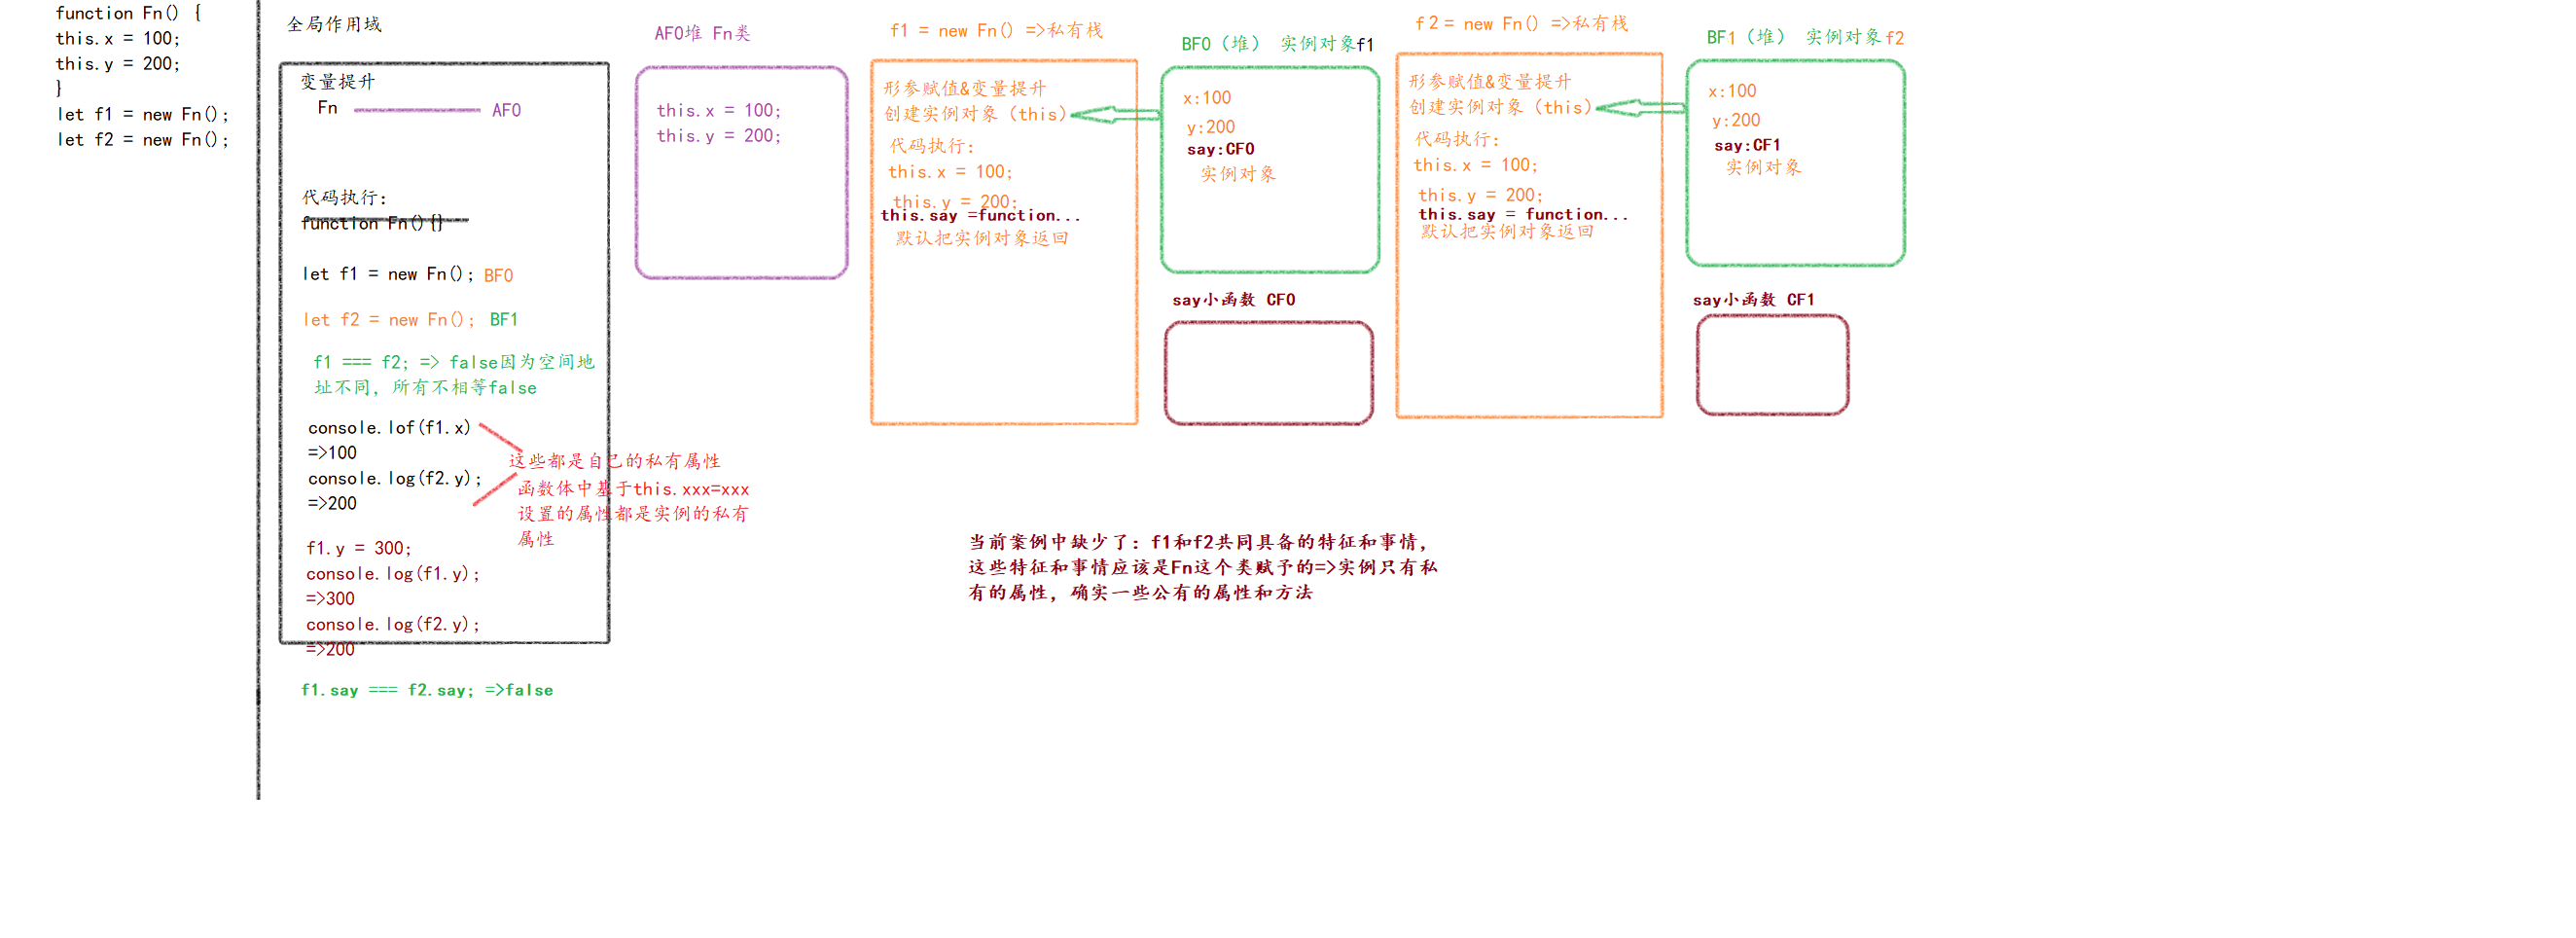 function Fn() {
this.x = 100;
this.y = 200;
}
let f1 = new Fn();
let f2 = new Fn();
全局作用域
变量提升
Fn
AF0
代码执行：
function Fn(){}
let f1 = new Fn(); BF0
let f2 = new Fn(); BF1
f1 === f2; => false因为空间地
址不同，所有不相等false
console.lof(f1.x)
=>100
console.log(f2.y);
=>200
这些都是自己的私有属性
函数体中基于this.xxx=xxx
设置的属性都是实例的私有
属性
f1.y = 300;
console.log(f1.y);
=>300
console.log(f2.y);
=>200
f1.say === f2.say; =>false
AF0堆 Fn类
this.x = 100;
this.y = 200;
f1 = new Fn() =>私有栈
形参赋值&变量提升
创建实例对象（this）
代码执行：
this.x = 100;
this.y = 200;
this.say =function...
默认把实例对象返回
BF0（堆） 实例对象f1
x:100
y:200
say:CF0
实例对象
say小函数 CF0
f2 = new Fn() =>私有栈
形参赋值&变量提升
创建实例对象（this）
代码执行：
this.x = 100;
this.y = 200;
this.say = function...
默认把实例对象返回
BF1（堆） 实例对象f2
x:100
y:200
say:CF1
实例对象
say小函数 CF1
当前案例中缺少了：f1和f2共同具备的特征和事情，
这些特征和事情应该是Fn这个类赋予的=>实例只有私
有的属性，确实一些公有的属性和方法